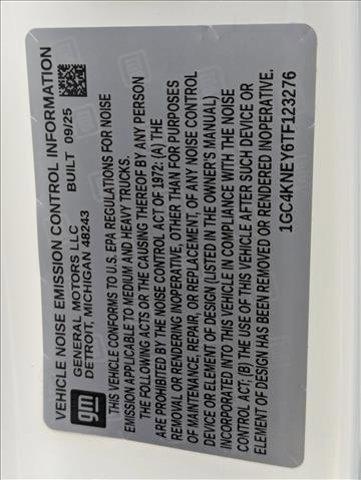 VEHICLE NOISE EMISSION CONTROL INFORMATION
gm
GENERAL MOTORS LLC
DETROIT, MICHIGAN 48243
BUILT 09/25
THIS VEHICLE CONFORMS TO U.S. EPA REGULATIONS FOR NOISE
EMISSION APPLICABLE TO MEDIUM AND HEAVY TRUCKS.
THE FOLLOWING ACTS OR THE CAUSING THEREOF BY ANY PERSON
ARE PROHIBITED BY THE NOISE CONTROL ACT OF 1972: (A) THE
REMOVAL OR RENDERING INOPERATIVE, OTHER THAN FOR PURPOSES
OF MAINTENANCE, REPAIR, OR REPLACEMENT, OF ANY NOISE CONTROL
DEVICE OR ELEMENT OF DESIGN (LISTED IN THE OWNER'S MANUAL)
INCORPORATED INTO THIS VEHICLE IN COMPLIANCE WITH THE NOISE
CONTROL ACT, (B) THE USE OF THIS VEHICLE AFTER SUCH DEVICE OR
ELEMENT OF DESIGN HAS BEEN REMOVED OR RENDERED INOPERATIVE.
1GC4KNEY6TF123276